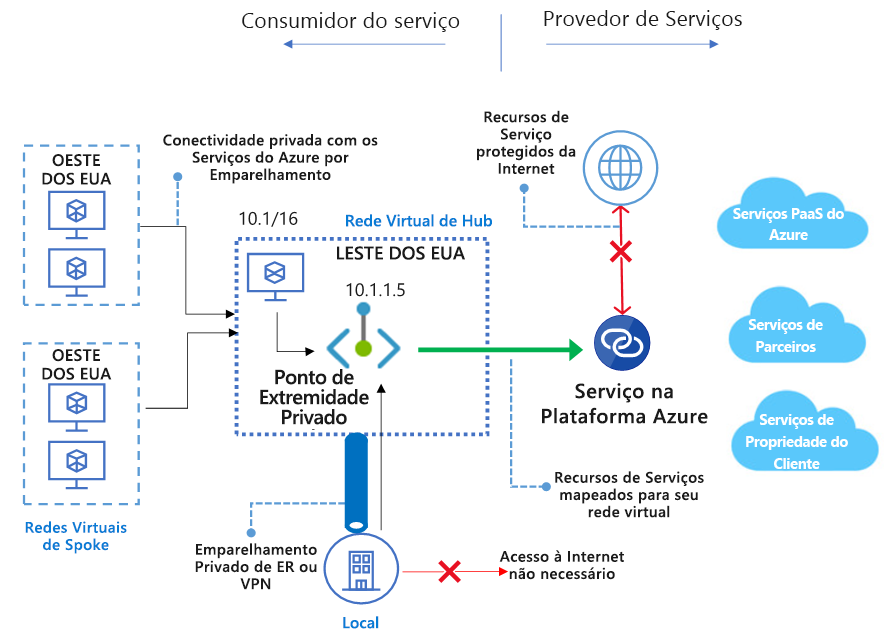 Consumidor do serviço
Provedor de Serviços
Conectividade privada com os
Serviços do Azure por
Emparelhamento
Recursos de
Serviço
protegidos da
Internet
OESTE
DOS EUA
10.1/16
Rede Virtual de Hub
LESTE DOS EUA
10.1.1.5
Serviços PaaS do
Azure
Serviços de
Parceiros
OESTE
DOS EUA
Ponto de
Extremidade
Privado
Serviço na
Plataforma Azure
Serviços de
Propriedade do
Cliente
Redes Virtuais
de Spoke
Recursos de Serviços
mapeados para seu
rede virtual
Emparelhamento
Privado de ER ou
VPN
Acesso à Internet
não necessário
Local